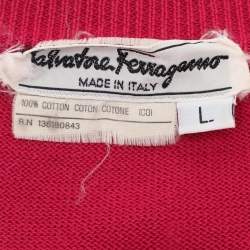 Salvatore Ferragamo
MADE IN ITALY
100% COTTON COTON COTONE (CO)
R.N 136180843
L